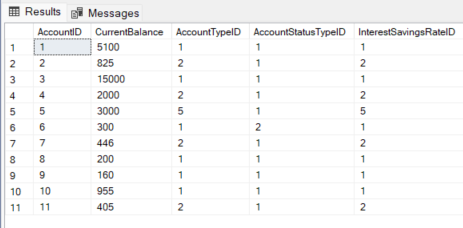 Results Messages
AccountID CurrentBalance AccountTypeID AccountStatusTypeID InterestSavingsRateID
1 1 5100 1 1 1
2 2 825 2 1 2
3 3 15000 1 1 1
4 4 2000 2 1 2
5 5 3000 5 1 5
6 6 300 1 2 1
7 7 446 2 1 2
8 8 200 1 1 1
9 9 160 1 1 1
10 10 955 1 1 1
11 11 405 2 1 2